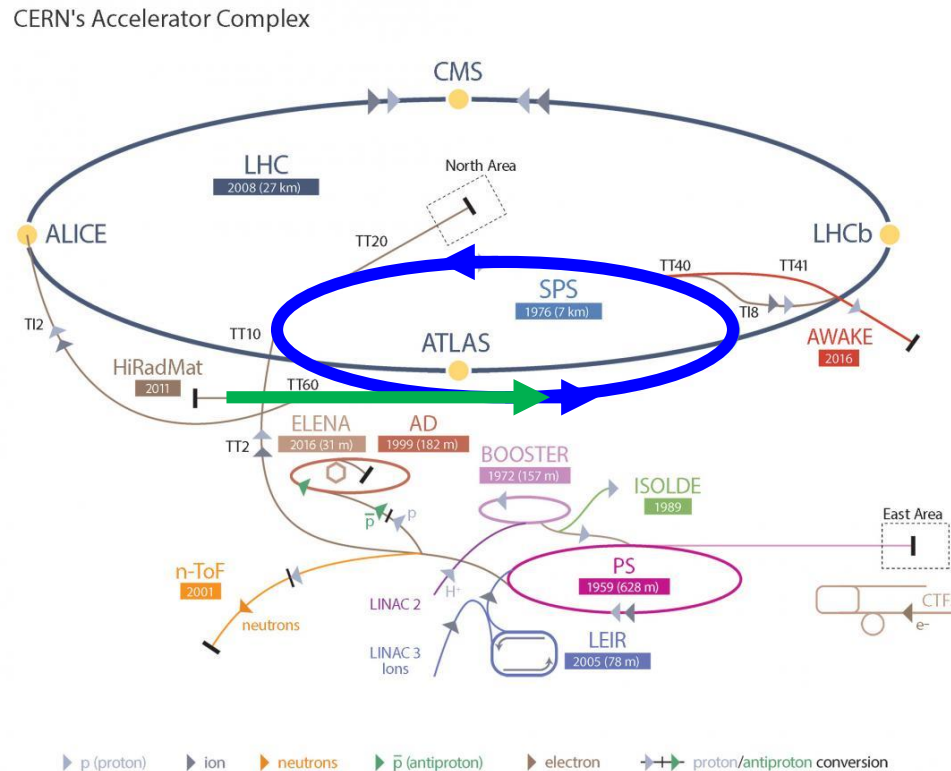 CERN's Accelerator Complex
CMS
LHC
2008 (27 km)
North Area
ALICE
LHCb
TT20
TT40
TT41
SPS
1976 (7 km)
TI2
TT10
TI8
ATLAS
AWAKE
2016
HiRadMat
2011
TT60
ELENA
2016 (31 m)
AD
1999 (182 m)
TT2
BOOSTER
1972 (157 m)
ISOLDE
1989
p̅
p
East Area
n-ToF
2001
PS
1959 (628 m)
H⁻
LINAC 2
neutrons
CTF
e-
LINAC 3
Ions
LEIR
2005 (78 m)
p (proton)
ion
neutrons
p̅ (antiproton)
electron
proton/antiproton conversion